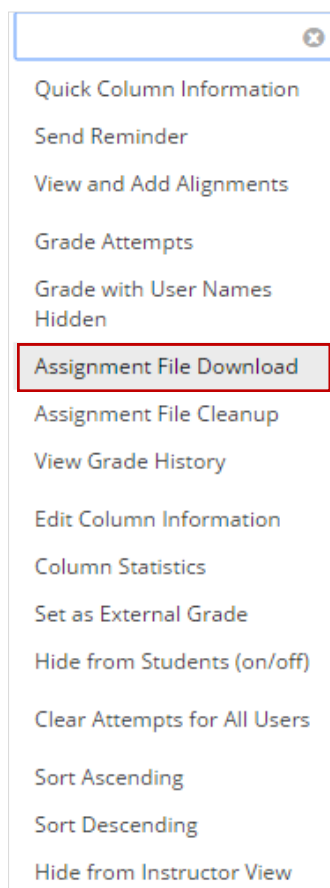 Quick Column Information
Send Reminder
View and Add Alignments
Grade Attempts
Grade with User Names
Hidden
Assignment File Download
Assignment File Cleanup
View Grade History
Edit Column Information
Column Statistics
Set as External Grade
Hide from Students (on/off)
Clear Attempts for All Users
Sort Ascending
Sort Descending
Hide from Instructor View